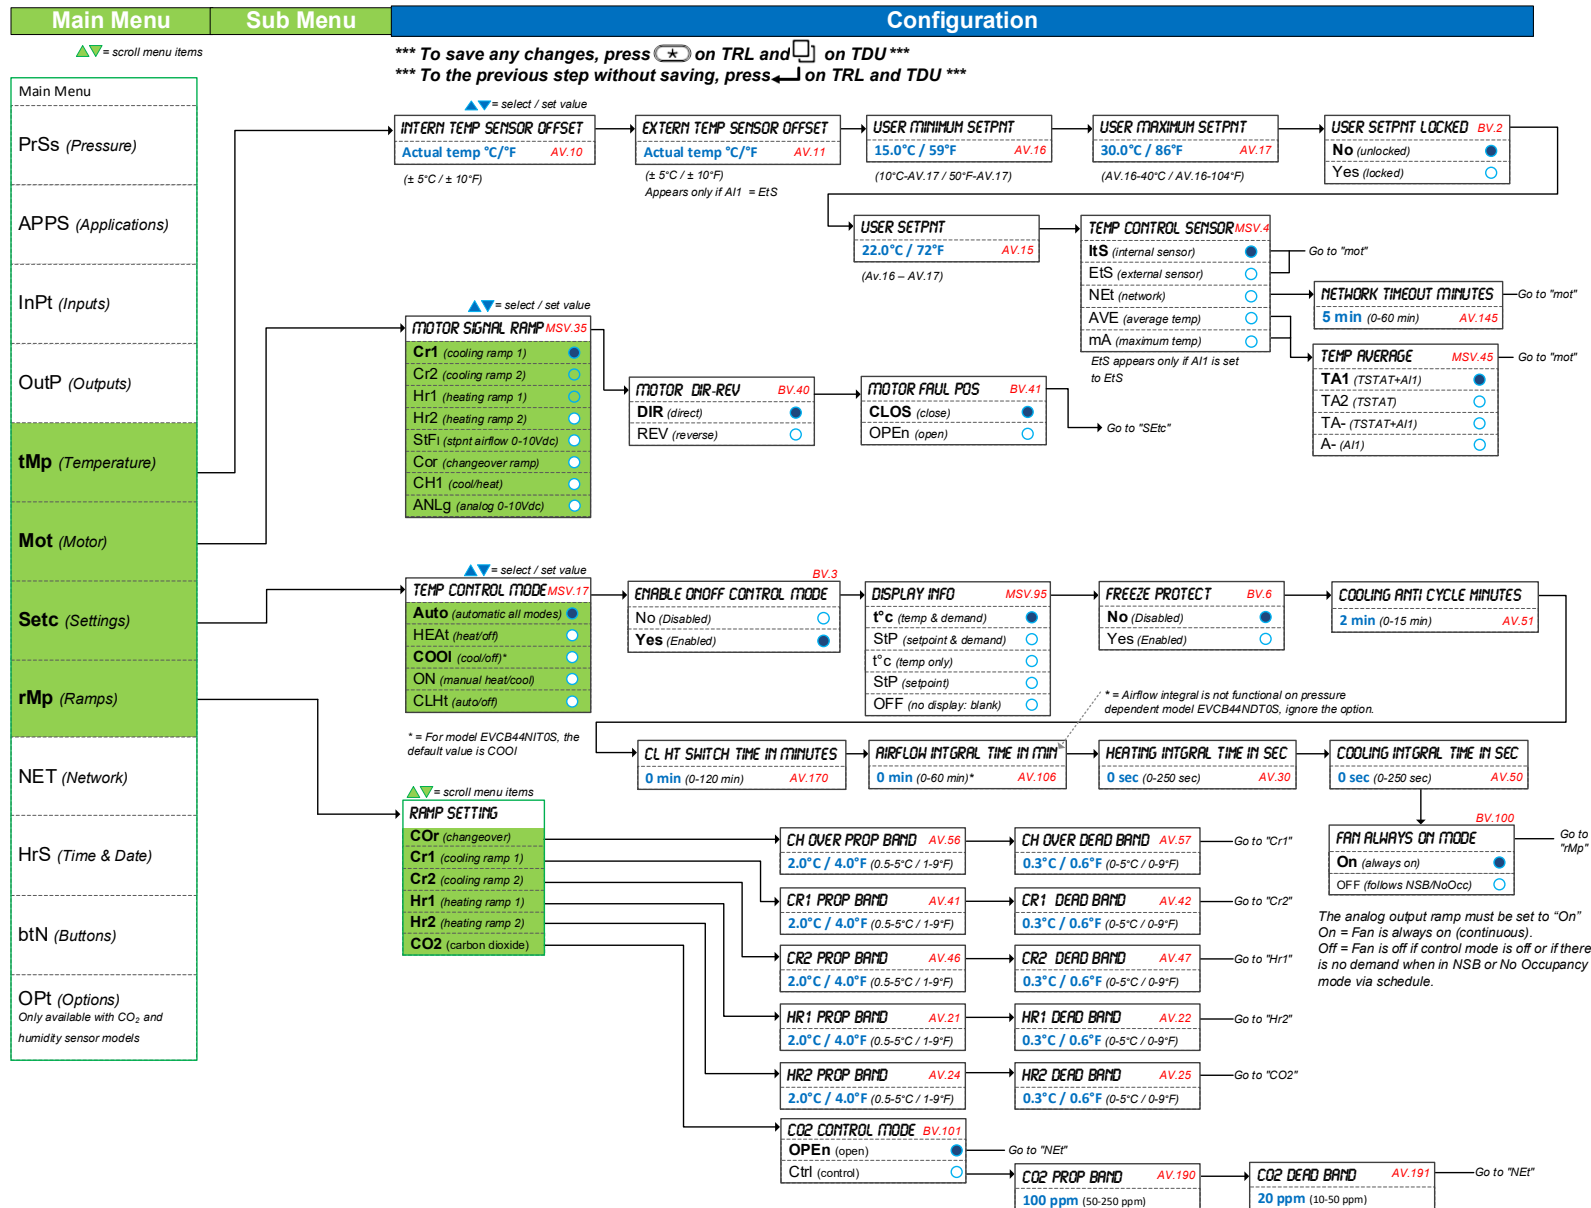 Main Menu
Sub Menu
Configuration
= scroll menu items
*** To save any changes, press * on TRL and on TDU ***
*** To the previous step without saving, press on TRL and TDU ***
Main Menu
PrSs (Pressure)
APPS (Applications)
InPt (Inputs)
OutP (Outputs)
tMp (Temperature)
Mot (Motor)
Setc (Settings)
rMp (Ramps)
NET (Network)
HrS (Time & Date)
btN (Buttons)
OPt (Options)
Only available with CO2 and
humidity sensor models
= select / set value
INTERN TEMP SENSOR OFFSET
Actual temp °C/°F AV.10
(± 5°C / ± 10°F)
EXTERN TEMP SENSOR OFFSET
Actual temp °C/°F AV.11
(± 5°C / ± 10°F)
Appears only if AI1 = EtS
USER MINIMUM SETPNT
15.0°C / 59°F AV.16
(10°C-AV.17 / 50°F-AV.17)
USER MAXIMUM SETPNT
30.0°C / 86°F AV.17
(AV.16-40°C / AV.16-104°F)
USER SETPNT LOCKED BV.2
No (unlocked)
Yes (locked)
USER SETPNT
22.0°C / 72°F AV.15
(Av.16 – AV.17)
TEMP CONTROL SENSOR MSV.4
ItS (internal sensor)
EtS (external sensor)
NEt (network)
AVE (average temp)
mA (maximum temp)
EtS appears only if AI1 is set
to EtS
Go to "mot"
NETWORK TIMEOUT MINUTES
5 min (0-60 min) AV.145
Go to "mot"
TEMP AVERAGE MSV.45
TA1 (TSTAT+AI1)
TA2 (TSTAT)
TA- (TSTAT+AI1)
A- (AI1)
Go to "mot"
= select / set value
MOTOR SIGNAL RAMP MSV.35
Cr1 (cooling ramp 1)
Cr2 (cooling ramp 2)
Hr1 (heating ramp 1)
Hr2 (heating ramp 2)
StFl (stpnt airflow 0-10Vdc)
Cor (changeover ramp)
CH1 (cool/heat)
ANLg (analog 0-10Vdc)
MOTOR DIR-REV BV.40
DIR (direct)
REV (reverse)
MOTOR FAUL POS BV.41
CLOS (close)
OPEn (open)
Go to "SEtc"
= select / set value
TEMP CONTROL MODE MSV.17
Auto (automatic all modes)
HEAt (heat/off)
COOl (cool/off)*
ON (manual heat/cool)
CLHt (auto/off)
* = For model EVCB44NIT0S, the
default value is COOl
BV.3
ENABLE ONOFF CONTROL MODE
No (Disabled)
Yes (Enabled)
DISPLAY INFO MSV.95
t°c (temp & demand)
StP (setpoint & demand)
t°c (temp only)
StP (setpoint)
OFF (no display: blank)
FREEZE PROTECT BV.6
No (Disabled)
Yes (Enabled)
COOLING ANTI CYCLE MINUTES
2 min (0-15 min) AV.51
* = Airflow integral is not functional on pressure
dependent model EVCB44NDT0S, ignore the option.
CL HT SWITCH TIME IN MINUTES
0 min (0-120 min) AV.170
AIRFLOW INTGRAL TIME IN MIN
0 min (0-60 min)* AV.106
HEATING INTGRAL TIME IN SEC
0 sec (0-250 sec) AV.30
COOLING INTGRAL TIME IN SEC
0 sec (0-250 sec) AV.50
BV.100
FAN ALWAYS ON MODE
On (always on)
OFF (follows NSB/NoOcc)
Go to
"rMp"
The analog output ramp must be set to “On”
On = Fan is always on (continuous).
Off = Fan is off if control mode is off or if there
is no demand when in NSB or No Occupancy
mode via schedule.
= scroll menu items
RAMP SETTING
COr (changeover)
Cr1 (cooling ramp 1)
Cr2 (cooling ramp 2)
Hr1 (heating ramp 1)
Hr2 (heating ramp 2)
CO2 (carbon dioxide)
CH OVER PROP BAND AV.56
2.0°C / 4.0°F (0.5-5°C / 1-9°F)
CH OVER DEAD BAND AV.57
0.3°C / 0.6°F (0-5°C / 0-9°F)
Go to "Cr1"
CR1 PROP BAND AV.41
2.0°C / 4.0°F (0.5-5°C / 1-9°F)
CR1 DEAD BAND AV.42
0.3°C / 0.6°F (0-5°C / 0-9°F)
Go to "Cr2"
CR2 PROP BAND AV.46
2.0°C / 4.0°F (0.5-5°C / 1-9°F)
CR2 DEAD BAND AV.47
0.3°C / 0.6°F (0-5°C / 0-9°F)
Go to "Hr1"
HR1 PROP BAND AV.21
2.0°C / 4.0°F (0.5-5°C / 1-9°F)
HR1 DEAD BAND AV.22
0.3°C / 0.6°F (0-5°C / 0-9°F)
Go to "Hr2"
HR2 PROP BAND AV.24
2.0°C / 4.0°F (0.5-5°C / 1-9°F)
HR2 DEAD BAND AV.25
0.3°C / 0.6°F (0-5°C / 0-9°F)
Go to "CO2"
CO2 CONTROL MODE BV.101
OPEn (open)
Ctrl (control)
Go to "NEt"
CO2 PROP BAND AV.190
100 ppm (50-250 ppm)
CO2 DEAD BAND AV.191
20 ppm (10-50 ppm)
Go to "NEt"